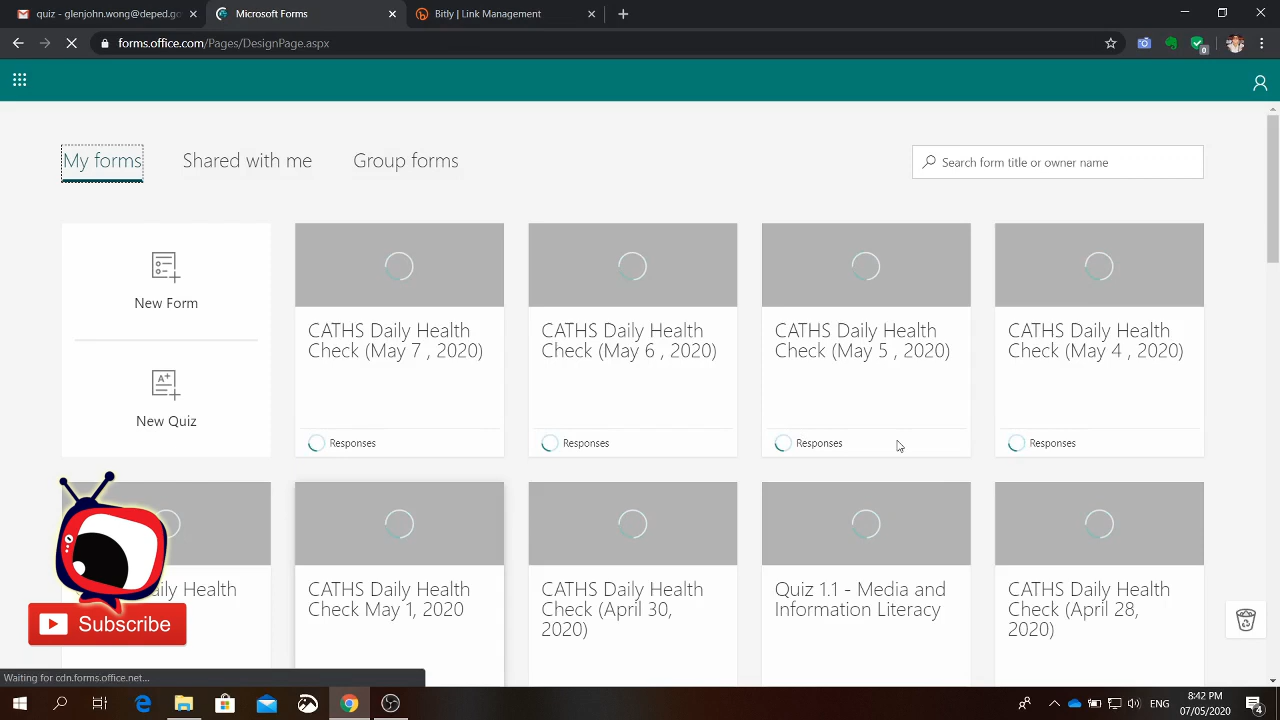 quiz - glenjohn.wong@deped.go
Microsoft Forms
Bitly | Link Management
forms.office.com/Pages/DesignPage.aspx
My forms
Shared with me
Group forms
Search form title or owner name
New Form
New Quiz
CATHS Daily Health
Check (May 7 , 2020)
Responses
CATHS Daily Health
Check (May 6 , 2020)
Responses
CATHS Daily Health
Check (May 5 , 2020)
Responses
CATHS Daily Health
Check (May 4 , 2020)
Responses
Health
CATHS Daily Health
Check May 1, 2020
CATHS Daily Health
Check (April 30,
2020)
Quiz 1.1 - Media and
Information Literacy
CATHS Daily Health
Check (April 28,
2020)
Subscribe
Waiting for cdn.forms.office.net...
ENG
8:42 PM
07/05/2020
4